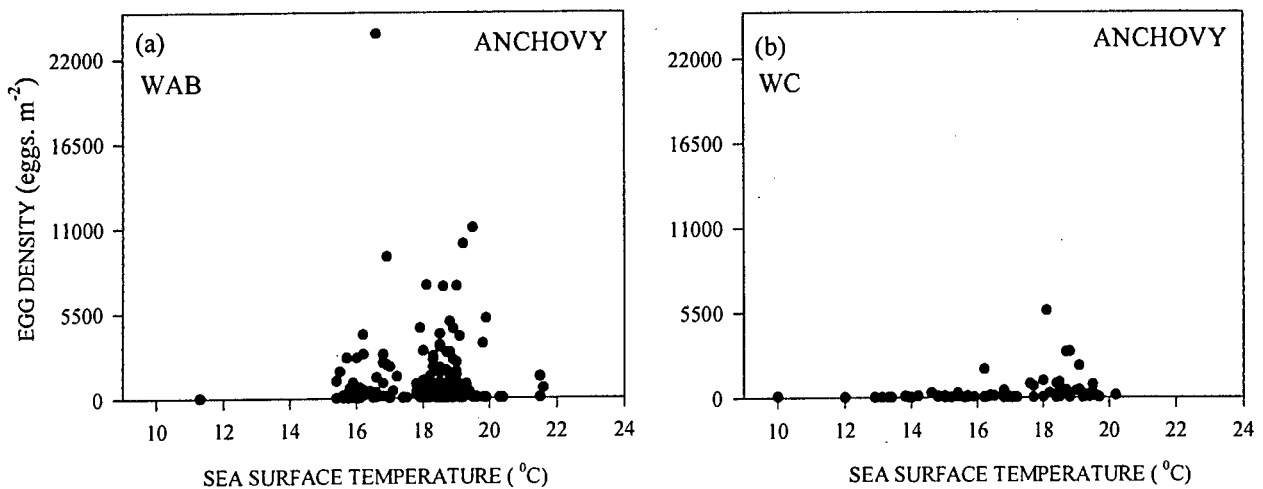 (a)
ANCHOVY
WAB
22000
16500
11000
5500
0
EGG DENSITY (eggs. m⁻²)
10 12 14 16 18 20 22 24
SEA SURFACE TEMPERATURE ( ⁰C)
(b)
ANCHOVY
WC
22000
16500
11000
5500
0
10 12 14 16 18 20 22 24
SEA SURFACE TEMPERATURE ( ⁰C)